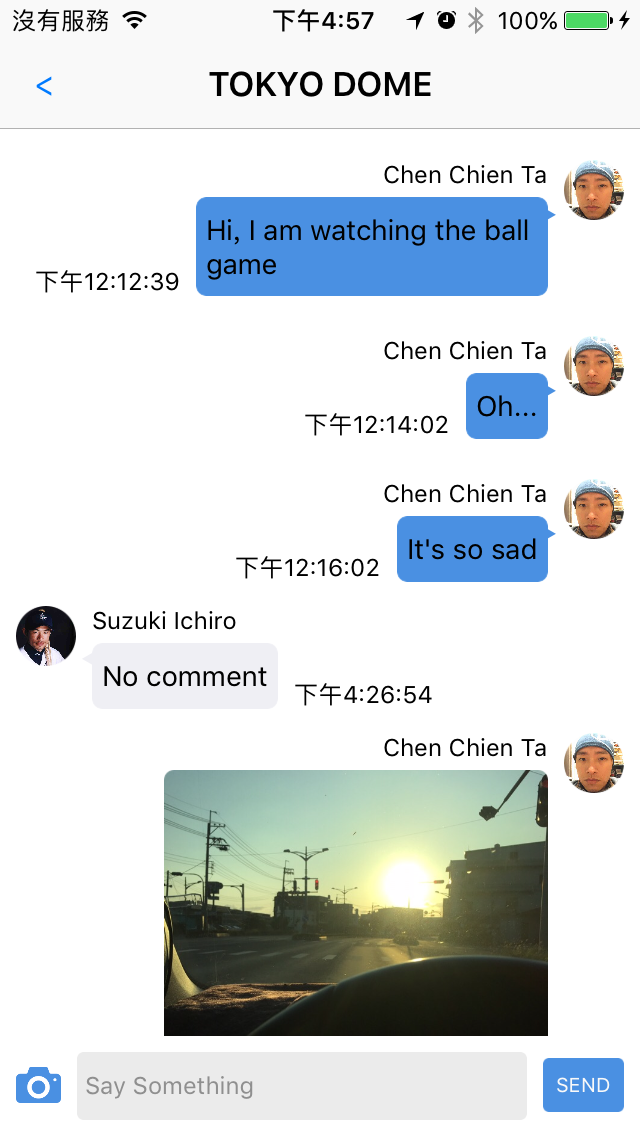 沒有服務 下午4:57 100%
< TOKYO DOME
Chen Chien Ta
Hi, I am watching the ball
game
下午12:12:39
Chen Chien Ta
Oh...
下午12:14:02
Chen Chien Ta
It's so sad
下午12:16:02
Suzuki Ichiro
No comment
下午4:26:54
Chen Chien Ta
Say Something
SEND